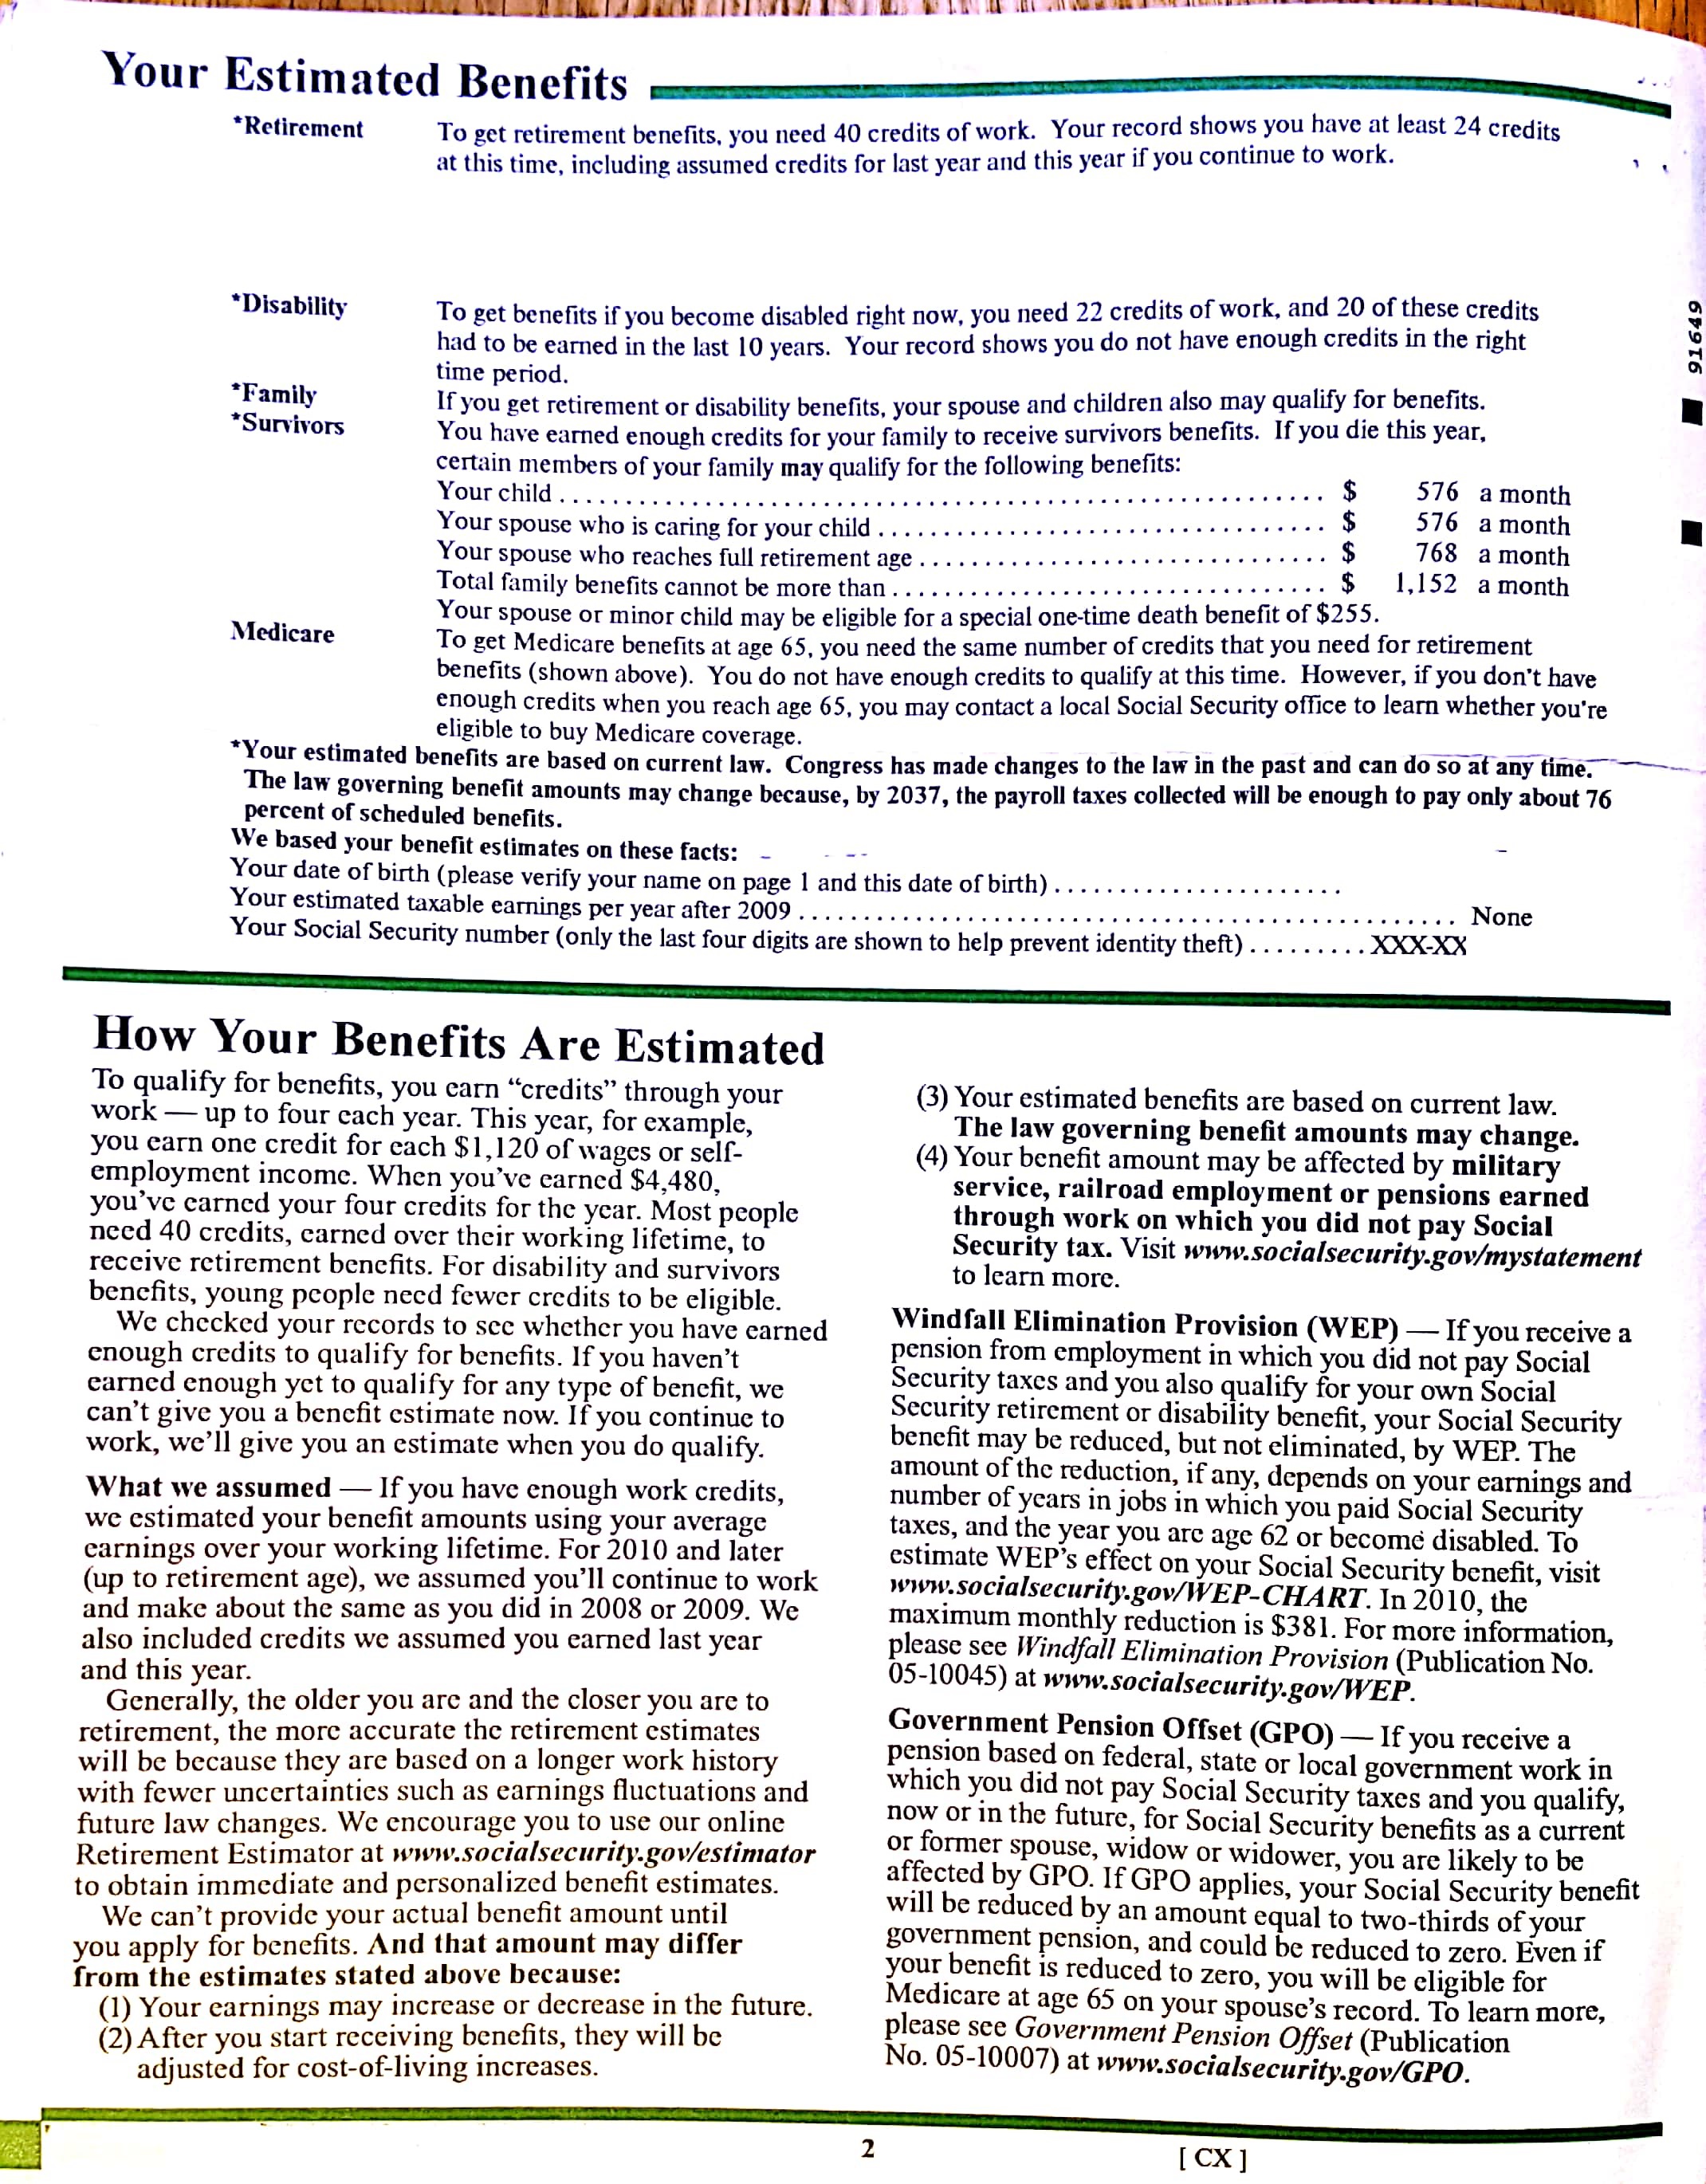 Your Estimated Benefits
*Retirement
To get retirement benefits, you need 40 credits of work. Your record shows you have at least 24 credits
at this time, including assumed credits for last year and this year if you continue to work.
*Disability
To get benefits if you become disabled right now, you need 22 credits of work, and 20 of these credits
had to be earned in the last 10 years. Your record shows you do not have enough credits in the right
time period.
*Family
If you get retirement or disability benefits, your spouse and children also may qualify for benefits.
*Survivors
You have earned enough credits for your family to receive survivors benefits. If you die this year,
certain members of your family may qualify for the following benefits:
Your child ........................................................ $ 576 a month
Your spouse who is caring for your child ................................ $ 576 a month
Your spouse who reaches full retirement age ............................. $ 768 a month
Total family benefits cannot be more than ............................... $ 1,152 a month
Your spouse or minor child may be eligible for a special one-time death benefit of $255.
Medicare
To get Medicare benefits at age 65, you need the same number of credits that you need for retirement
benefits (shown above). You do not have enough credits to qualify at this time. However, if you don't have
enough credits when you reach age 65, you may contact a local Social Security office to learn whether you're
eligible to buy Medicare coverage.
*Your estimated benefits are based on current law. Congress has made changes to the law in the past and can do so at any time.
The law governing benefit amounts may change because, by 2037, the payroll taxes collected will be enough to pay only about 76
percent of scheduled benefits.
We based your benefit estimates on these facts:
Your date of birth (please verify your name on page 1 and this date of birth) ......................
Your estimated taxable earnings per year after 2009 .................................................. None
Your Social Security number (only the last four digits are shown to help prevent identity theft) ......... XXX-XX
91649
How Your Benefits Are Estimated
To qualify for benefits, you earn “credits” through your
work — up to four each year. This year, for example,
you earn one credit for each $1,120 of wages or self-
employment income. When you’ve earned $4,480,
you’ve earned your four credits for the year. Most people
need 40 credits, earned over their working lifetime, to
receive retirement benefits. For disability and survivors
benefits, young people need fewer credits to be eligible.
We checked your records to see whether you have earned
enough credits to qualify for benefits. If you haven’t
earned enough yet to qualify for any type of benefit, we
can’t give you a benefit estimate now. If you continue to
work, we’ll give you an estimate when you do qualify.
What we assumed — If you have enough work credits,
we estimated your benefit amounts using your average
earnings over your working lifetime. For 2010 and later
(up to retirement age), we assumed you’ll continue to work
and make about the same as you did in 2008 or 2009. We
also included credits we assumed you earned last year
and this year.
Generally, the older you are and the closer you are to
retirement, the more accurate the retirement estimates
will be because they are based on a longer work history
with fewer uncertainties such as earnings fluctuations and
future law changes. We encourage you to use our online
Retirement Estimator at www.socialsecurity.gov/estimator
to obtain immediate and personalized benefit estimates.
We can’t provide your actual benefit amount until
you apply for benefits. And that amount may differ
from the estimates stated above because:
(1) Your earnings may increase or decrease in the future.
(2) After you start receiving benefits, they will be
adjusted for cost-of-living increases.
(3) Your estimated benefits are based on current law.
The law governing benefit amounts may change.
(4) Your benefit amount may be affected by military
service, railroad employment or pensions earned
through work on which you did not pay Social
Security tax. Visit www.socialsecurity.gov/mystatement
to learn more.
Windfall Elimination Provision (WEP) — If you receive a
pension from employment in which you did not pay Social
Security taxes and you also qualify for your own Social
Security retirement or disability benefit, your Social Security
benefit may be reduced, but not eliminated, by WEP. The
amount of the reduction, if any, depends on your earnings and
number of years in jobs in which you paid Social Security
taxes, and the year you are age 62 or become disabled. To
estimate WEP’s effect on your Social Security benefit, visit
www.socialsecurity.gov/WEP-CHART. In 2010, the
maximum monthly reduction is $381. For more information,
please see Windfall Elimination Provision (Publication No.
05-10045) at www.socialsecurity.gov/WEP.
Government Pension Offset (GPO) — If you receive a
pension based on federal, state or local government work in
which you did not pay Social Security taxes and you qualify,
now or in the future, for Social Security benefits as a current
or former spouse, widow or widower, you are likely to be
affected by GPO. If GPO applies, your Social Security benefit
will be reduced by an amount equal to two-thirds of your
government pension, and could be reduced to zero. Even if
your benefit is reduced to zero, you will be eligible for
Medicare at age 65 on your spouse’s record. To learn more,
please see Government Pension Offset (Publication
No. 05-10007) at www.socialsecurity.gov/GPO.
2
[ CX ]